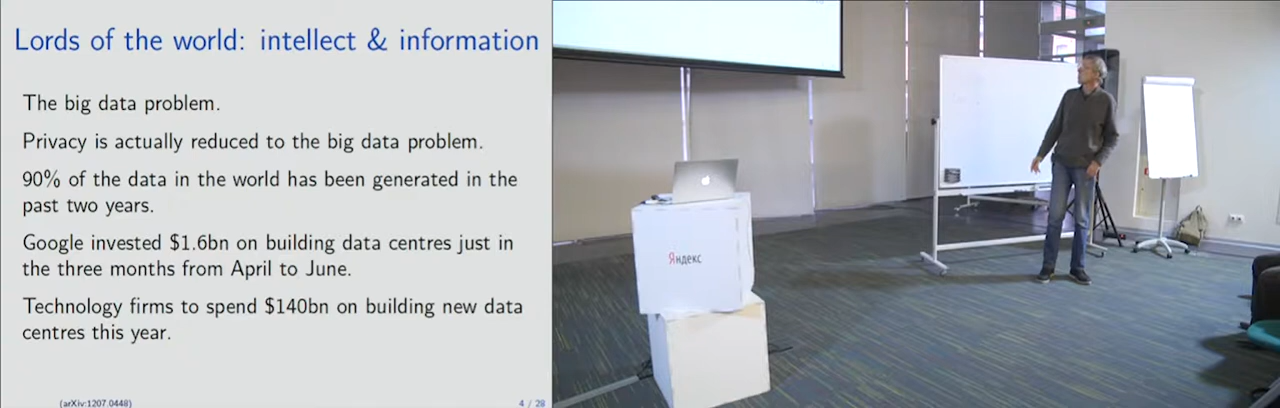 Lords of the world: intellect & information
The big data problem.
Privacy is actually reduced to the big data problem.
90% of the data in the world has been generated in the
past two years.
Google invested $1.6bn on building data centres just in
the three months from April to June.
Technology firms to spend $140bn on building new data
centres this year.
(arXiv:1207.0448)
4 / 28
Яндекс